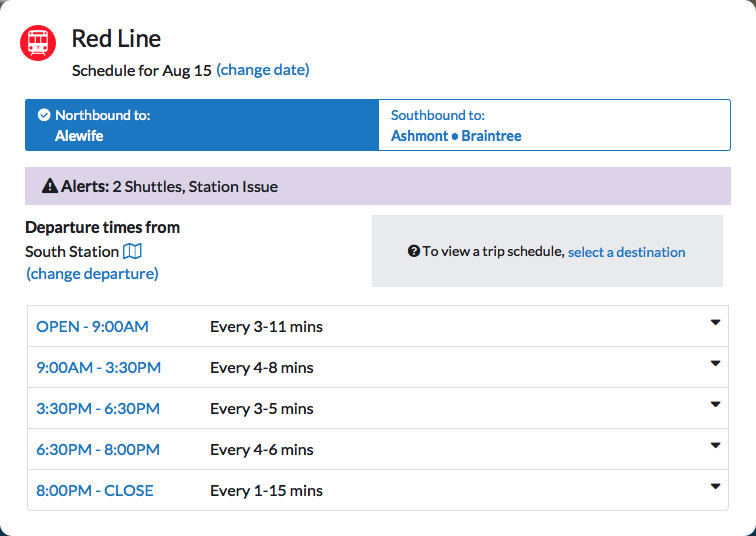 Red Line
Schedule for Aug 15 (change date)
Northbound to:
Alewife
Southbound to:
Ashmont • Braintree
Alerts: 2 Shuttles, Station Issue
Departure times from
South Station
(change departure)
To view a trip schedule, select a destination
OPEN - 9:00AM Every 3-11 mins
9:00AM - 3:30PM Every 4-8 mins
3:30PM - 6:30PM Every 3-5 mins
6:30PM - 8:00PM Every 4-6 mins
8:00PM - CLOSE Every 1-15 mins